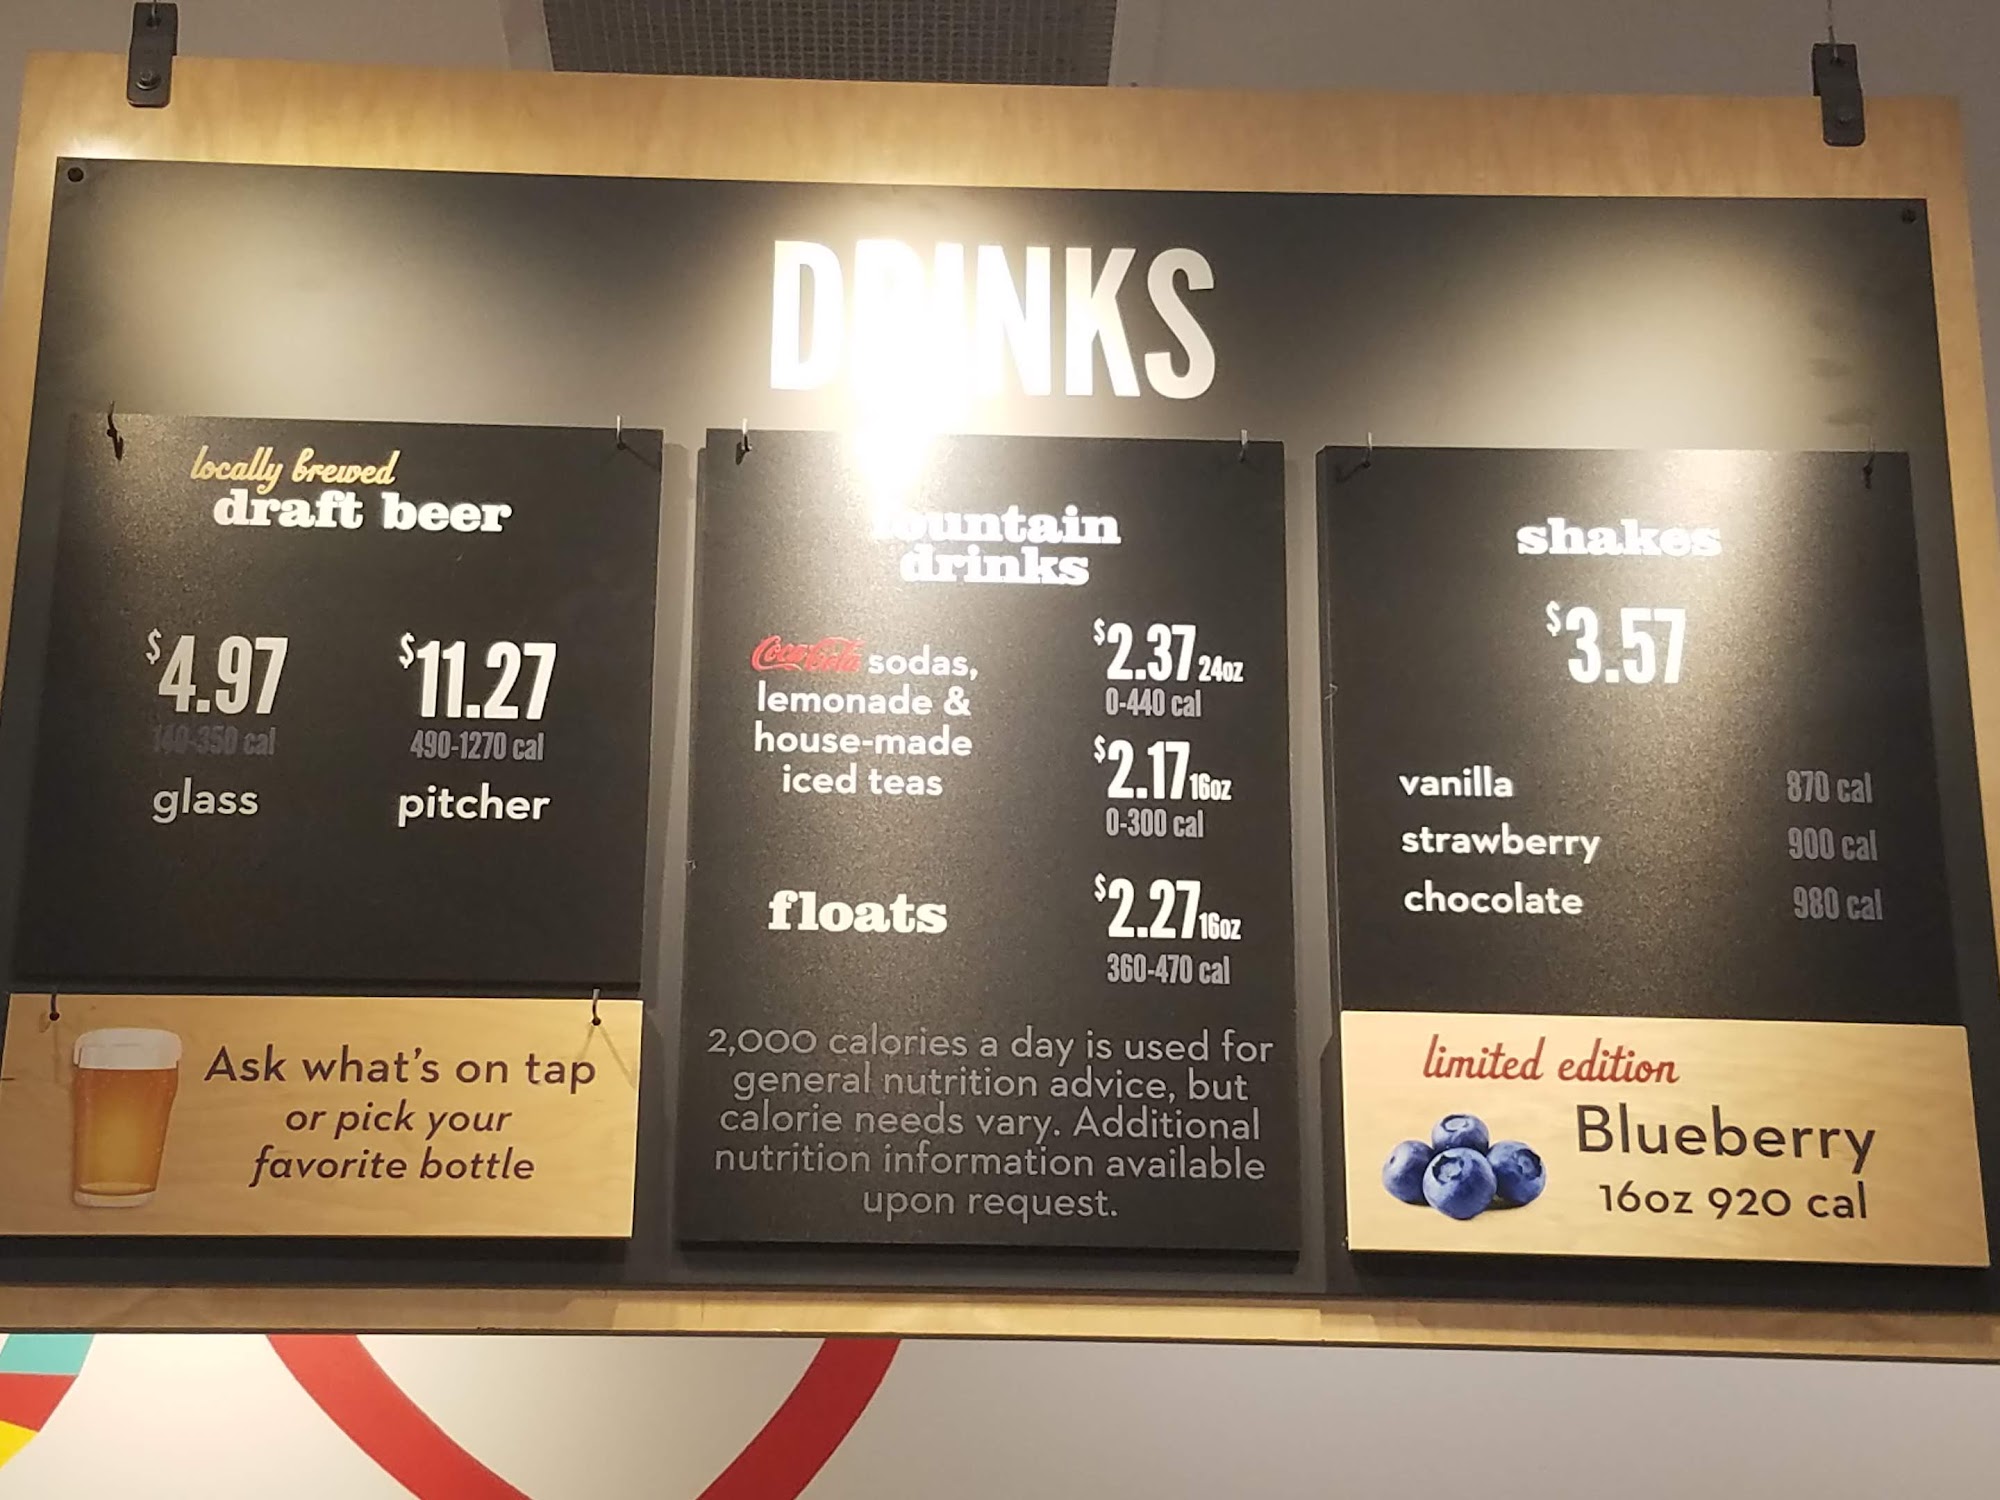 DRINKS
locally brewed
draft beer
$4.97
140-350 cal
glass
$11.27
490-1270 cal
pitcher
Ask what's on tap
or pick your
favorite bottle
fountain
drinks
Coca-Cola sodas,
lemonade &
house-made
iced teas
$2.37 24oz
0-440 cal
$2.17 16oz
0-300 cal
floats
$2.27 16oz
360-470 cal
2,000 calories a day is used for
general nutrition advice, but
calorie needs vary. Additional
nutrition information available
upon request.
shakes
$3.57
vanilla 870 cal
strawberry 900 cal
chocolate 980 cal
limited edition
Blueberry
16oz 920 cal